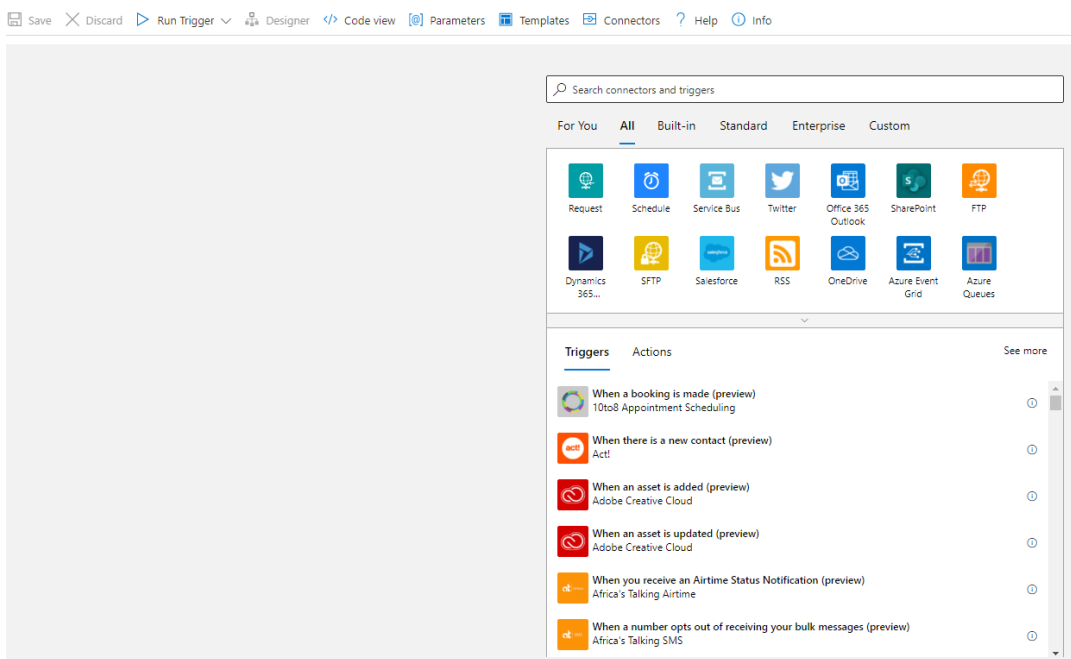 Save Discard Run Trigger Designer Code view Parameters Templates Connectors Help Info
Search connectors and triggers
For You All Built-in Standard Enterprise Custom
Request Schedule Service Bus Twitter Office 365 Outlook SharePoint FTP
Dynamics 365... SFTP Salesforce RSS OneDrive Azure Event Grid Azure Queues
Triggers Actions See more
When a booking is made (preview)
10to8 Appointment Scheduling
act!
When there is a new contact (preview)
Act!
When an asset is added (preview)
Adobe Creative Cloud
When an asset is updated (preview)
Adobe Creative Cloud
When you receive an Airtime Status Notification (preview)
Africa's Talking Airtime
When a number opts out of receiving your bulk messages (preview)
Africa's Talking SMS